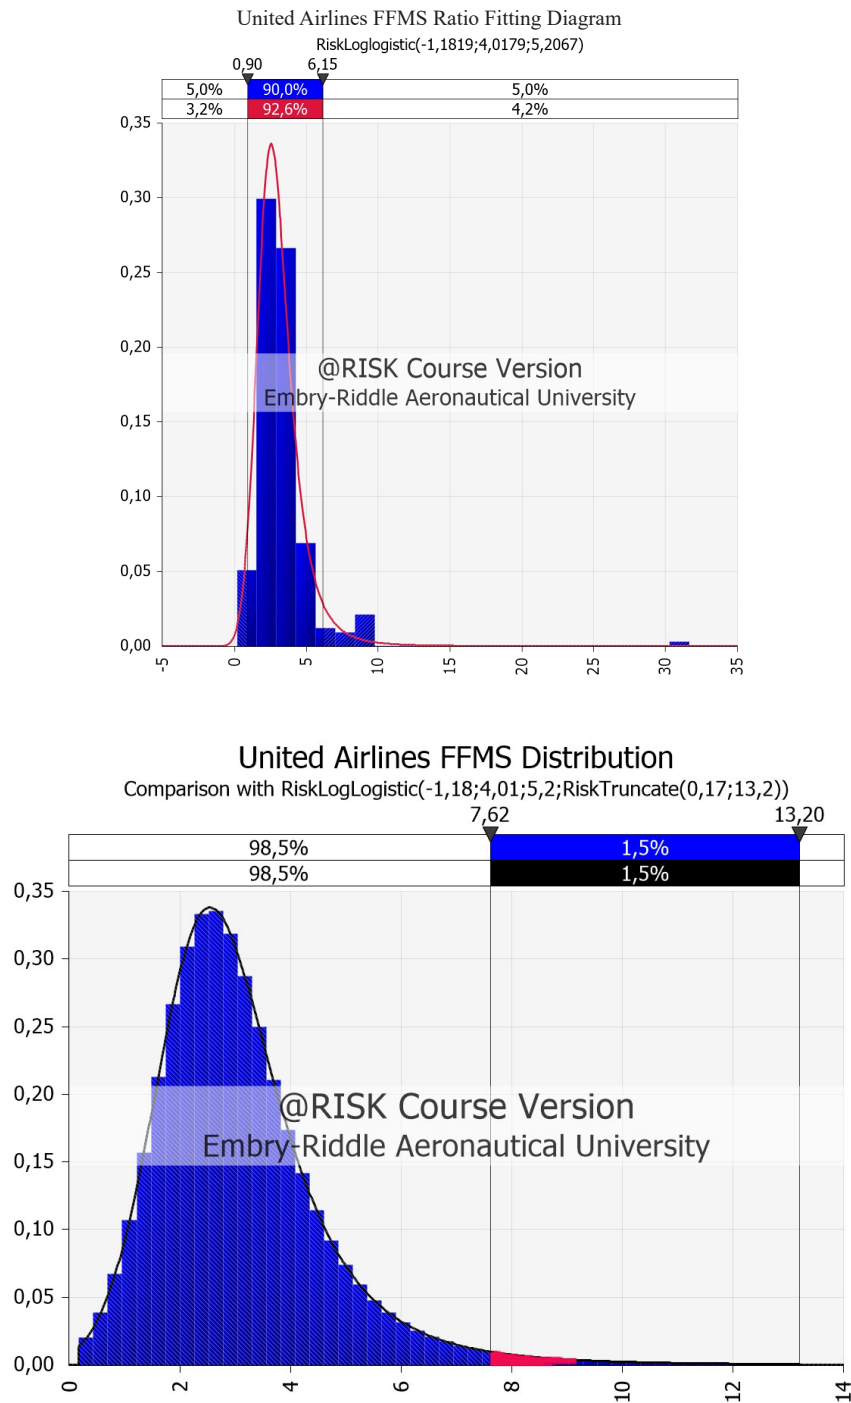 United Airlines FFMS Ratio Fitting Diagram
RiskLoglogistic(-1,1819;4,0179;5,2067)
0,90 6,15
5,0% 90,0% 5,0%
3,2% 92,6% 4,2%
0,35
0,30
0,25
0,20
@RISK Course Version
Embry-Riddle Aeronautical University
0,15
0,10
0,05
0,00
-5 0 5 10 15 20 25 30 35
United Airlines FFMS Distribution
Comparison with RiskLogLogistic(-1,18;4,01;5,2;RiskTruncate(0,17;13,2))
7,62 13,20
98,5% 1,5%
98,5% 1,5%
0,35
0,30
0,25
0,20
@RISK Course Version
Embry-Riddle Aeronautical University
0,15
0,10
0,05
0,00
0 2 4 6 8 10 12 14